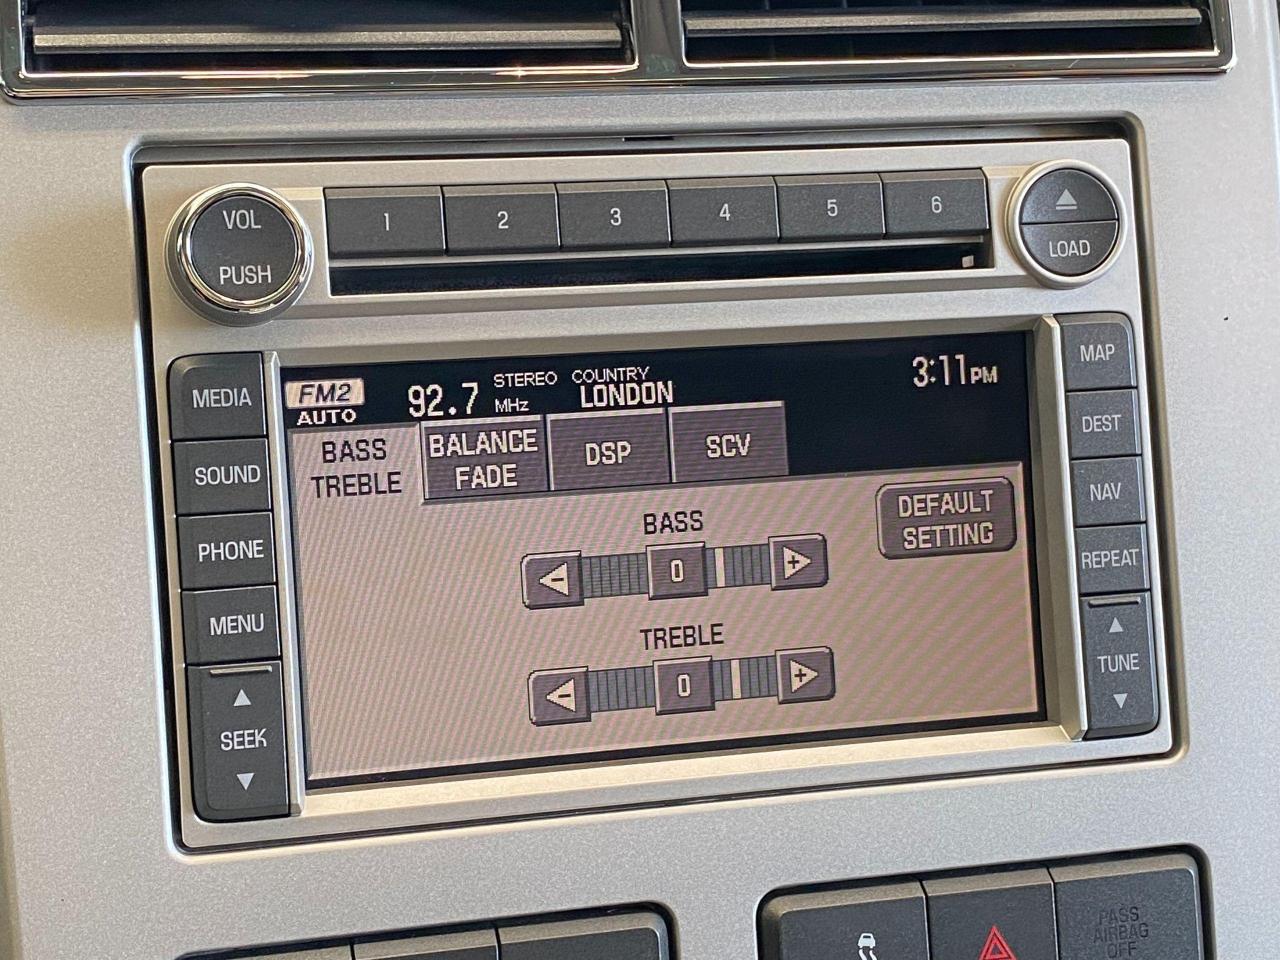 VOL
PUSH
1 2 3 4 5 6
LOAD
MEDIA
SOUND
PHONE
MENU
SEEK
FM2
AUTO
92.7
STEREO
MHz
COUNTRY
LONDON
3:11PM
BASS
TREBLE
BALANCE
FADE
DSP
SCV
DEFAULT
SETTING
BASS
- 0 +
TREBLE
- 0 +
MAP
DEST
NAV
REPEAT
TUNE
PASS
AIRBAG
OFF